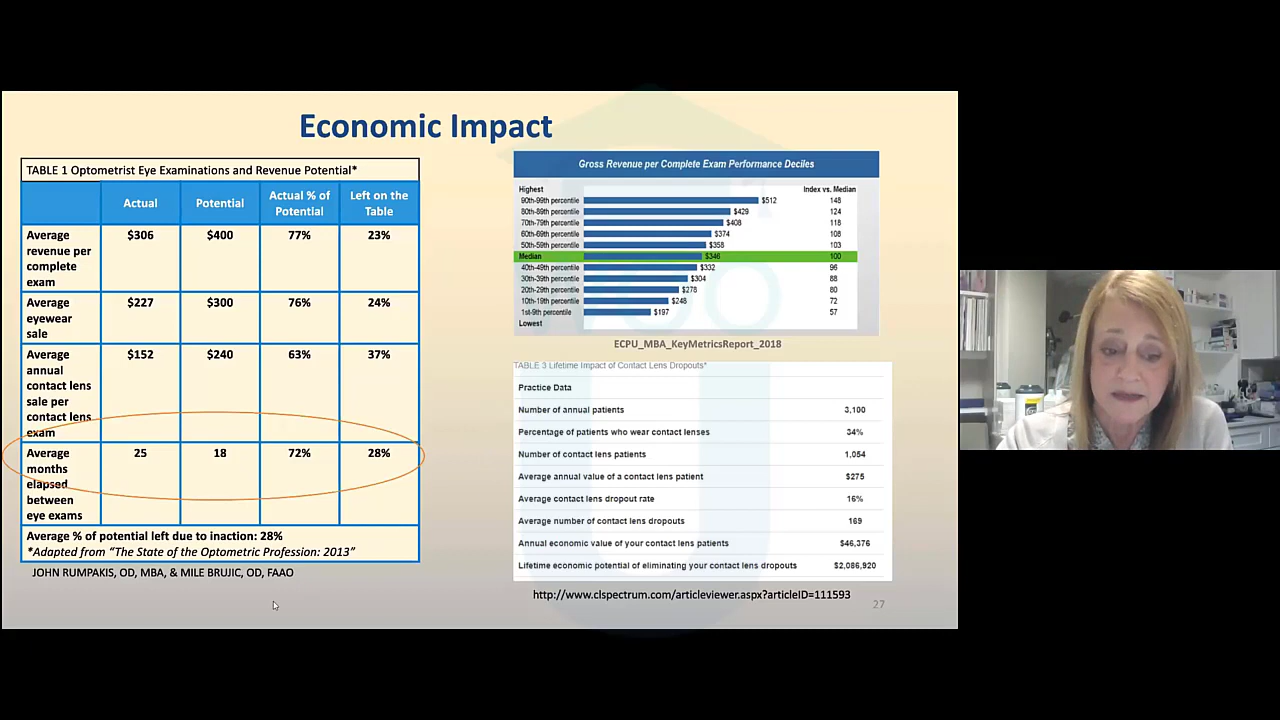 Economic Impact
TABLE 1 Optometrist Eye Examinations and Revenue Potential*
Actual Potential Actual % of Potential Left on the Table
Average revenue per complete exam $306 $400 77% 23%
Average eyewear sale $227 $300 76% 24%
Average annual contact lens sale per contact lens exam $152 $240 63% 37%
Average months elapsed between eye exams 25 18 72% 28%
Average % of potential left due to inaction: 28%
*Adapted from “The State of the Optometric Profession: 2013”
JOHN RUMPAKIS, OD, MBA, & MILE BRUJIC, OD, FAAO
Gross Revenue per Complete Exam Performance Deciles
Highest Index vs. Median
90th-99th percentile $512 148
80th-89th percentile $429 124
70th-79th percentile $408 118
60th-69th percentile $374 108
50th-59th percentile $358 103
Median $346 100
40th-49th percentile $332 96
30th-39th percentile $304 88
20th-29th percentile $278 80
10th-19th percentile $248 72
1st-9th percentile $197 57
Lowest
ECPU_MBA_KeyMetricsReport_2018
TABLE 3 Lifetime Impact of Contact Lens Dropouts*
Practice Data
Number of annual patients 3,100
Percentage of patients who wear contact lenses 34%
Number of contact lens patients 1,054
Average annual value of a contact lens patient $275
Average contact lens dropout rate 16%
Average number of contact lens dropouts 169
Annual economic value of your contact lens patients $46,376
Lifetime economic potential of eliminating your contact lens dropouts $2,086,920
http://www.clspectrum.com/articleviewer.aspx?articleID=111593
27